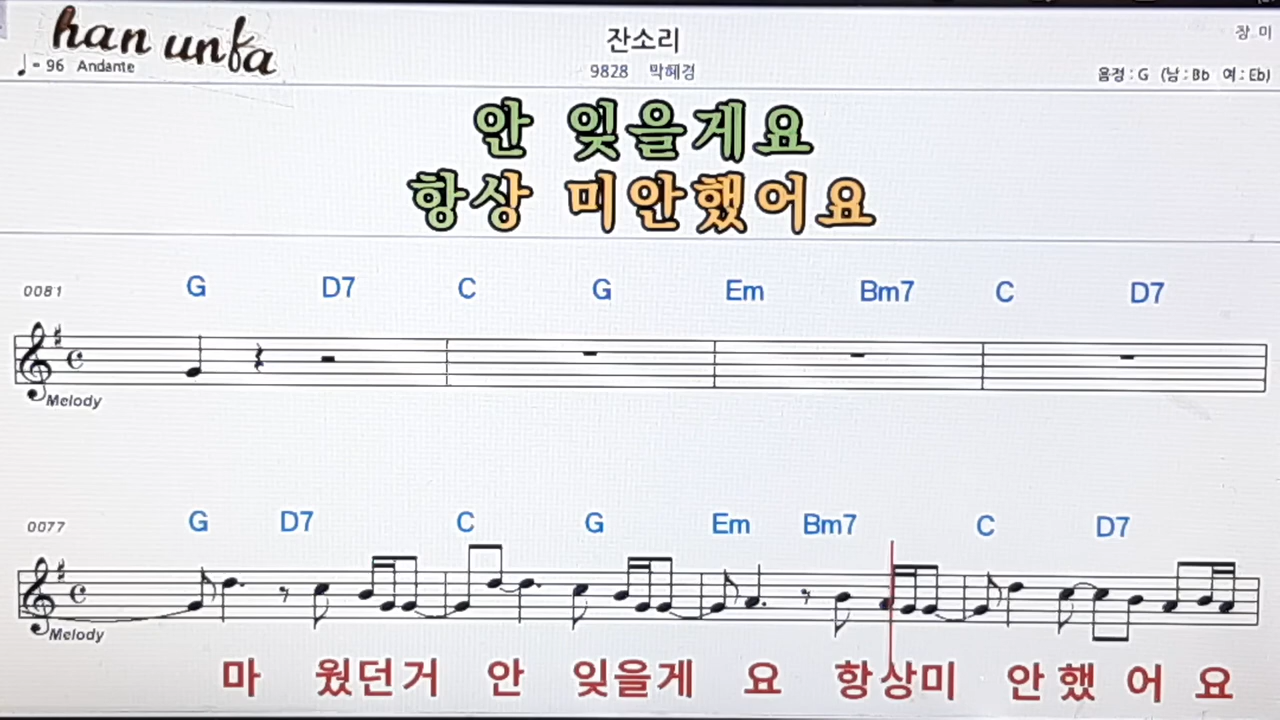 han unfa
잔소리
장 미
♩= 96 Andante
9828 막혜경
음정 : G (남 : Bb 여 : Eb)
안 잊을게요
항상 미안했어요
0081 G D7 C G Em Bm7 C D7
Melody
0077 G D7 C G Em Bm7 C D7
Melody
마 웠던거 안 잊을게 요 항상미 안했 어 요